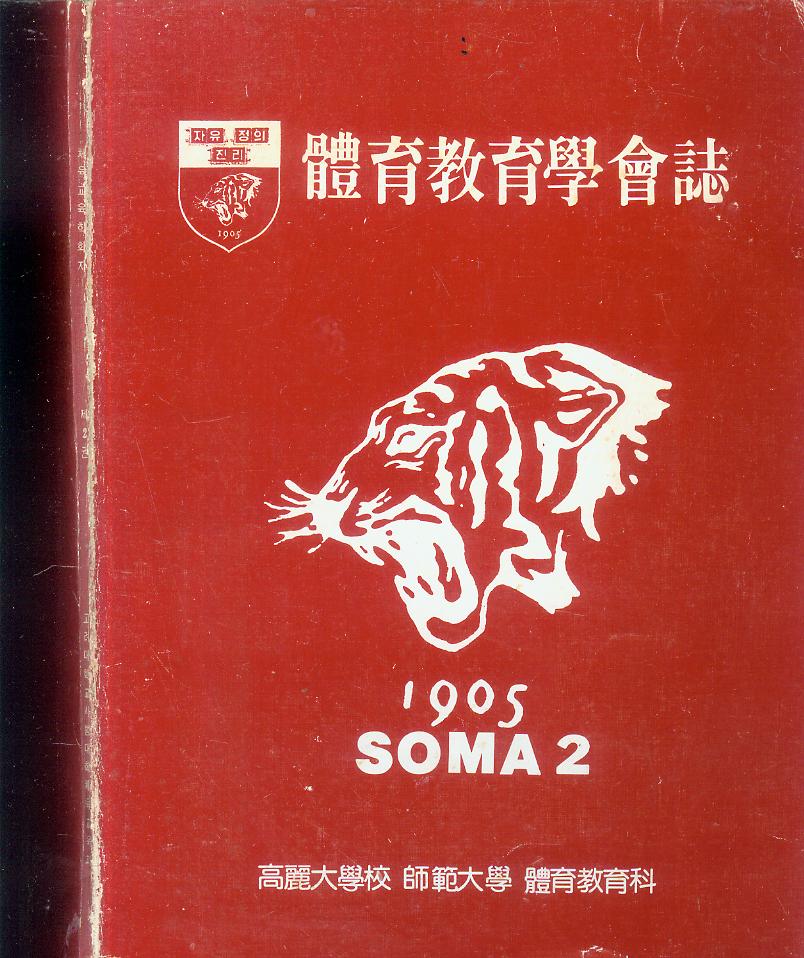 자유 정의
진리
1905
體育教育學會誌
1905
SOMA 2
高麗大學校 師範大學 體育教育科